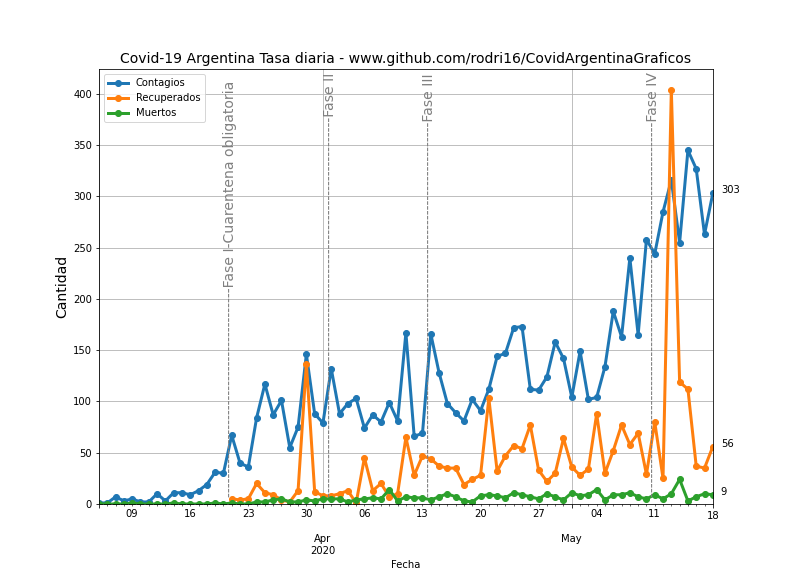 Covid-19 Argentina Tasa diaria - www.github.com/rodri16/CovidArgentinaGraficos
Contagios
Recuperados
Muertos
Fase I-Cuarentena obligatoria
Fase II
Fase III
Fase IV
400
350
300
250
200
150
100
50
0
Cantidad
303
56
9
09
16
23
30
06
13
20
27
04
11
18
Apr
2020
May
Fecha